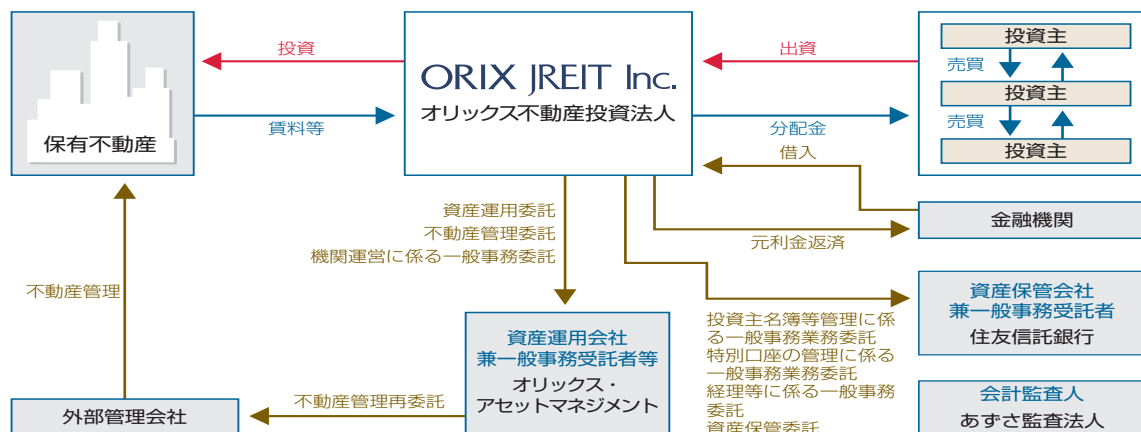 投資
出資
投資主
売買
投資主
売買
投資主
ORIX JREIT Inc.
オリックス不動産投資法人
保有不動産
賃料等
分配金
借入
金融機関
元利金返済
資産運用委託
不動産管理委託
機関運営に係る一般事務委託
不動産管理
資産保管会社
兼一般事務受託者
住友信託銀行
投資主名簿等管理に係
る一般事務業務委託
特別口座の管理に係る
一般事務業務委託
経理等に係る一般事務
委託
資産保管委託
資産運用会社
兼一般事務受託者等
オリックス・
アセットマネジメント
不動産管理再委託
外部管理会社
会計監査人
あずさ監査法人